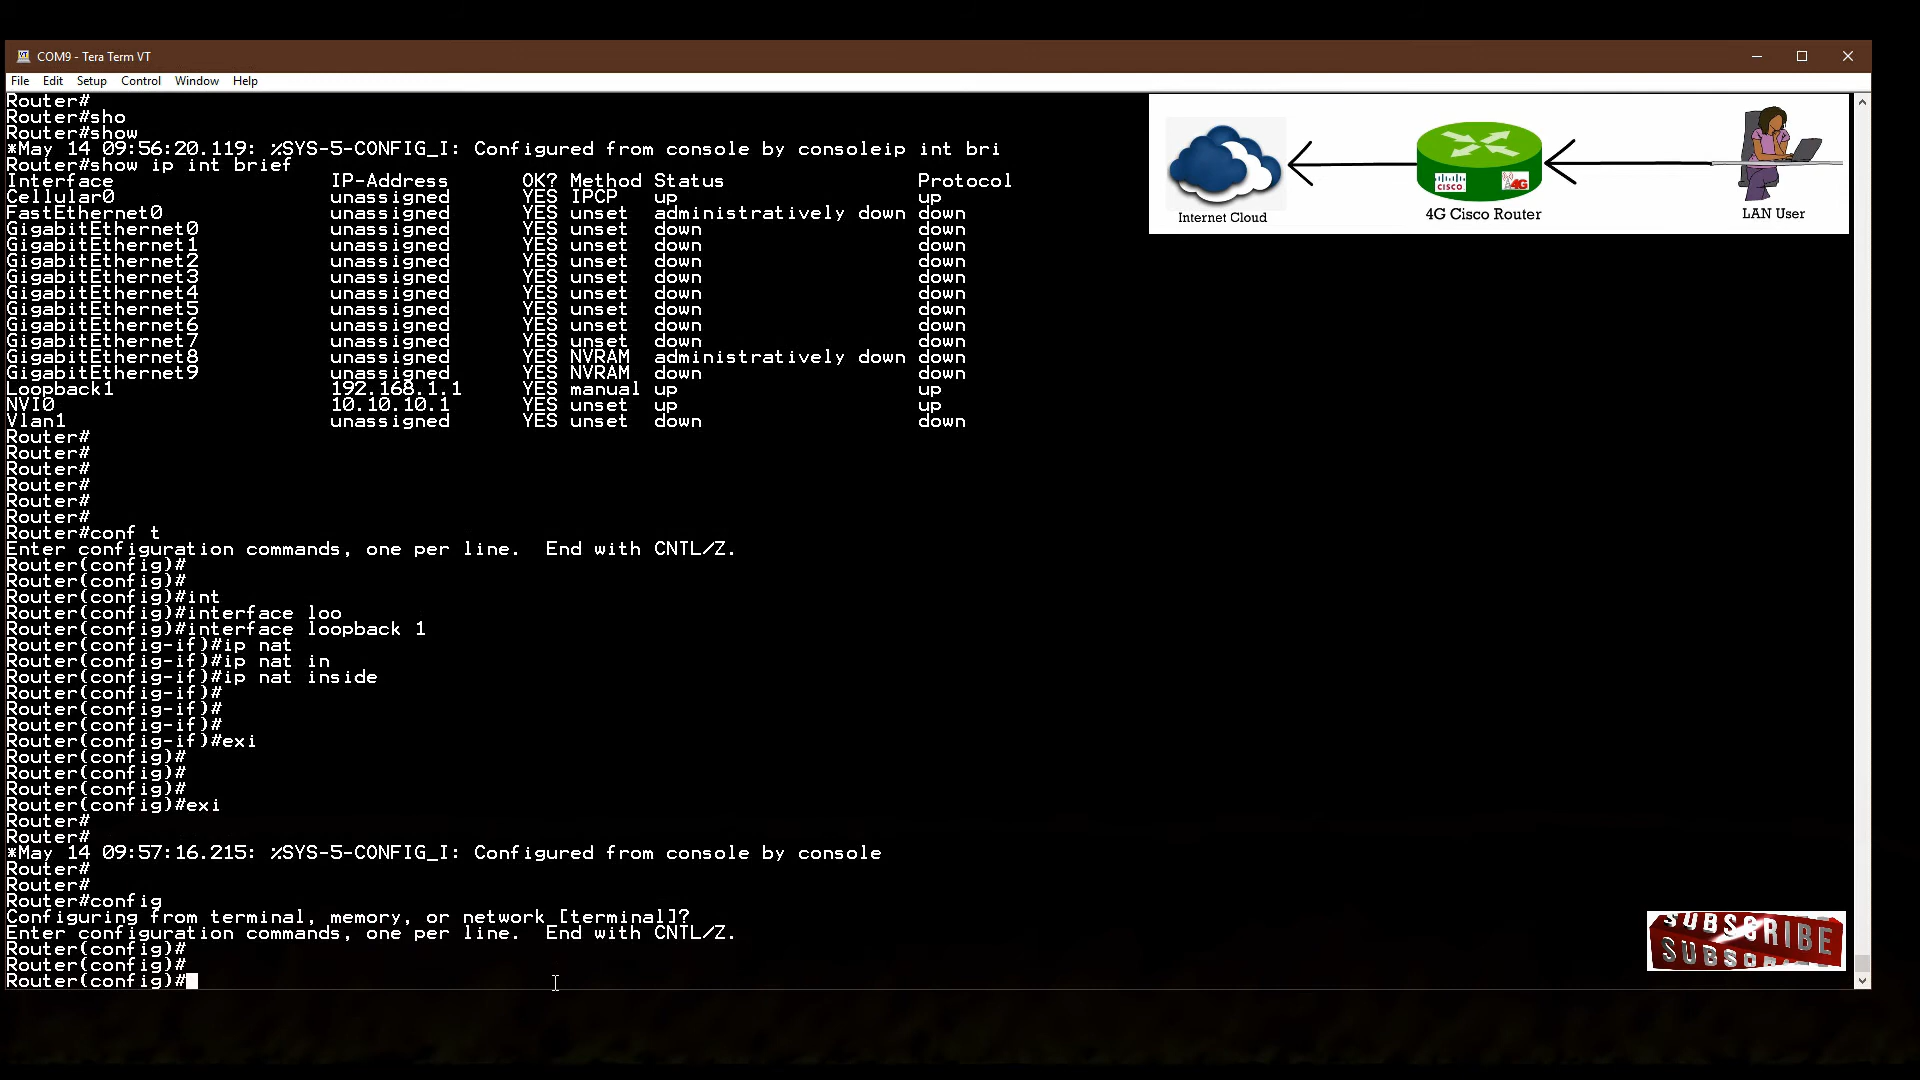 COM9 - Tera Term VT
File Edit Setup Control Window Help
Router#
Router#sho
Router#show
*May 14 09:56:20.119: %SYS-5-CONFIG_I: Configured from console by consoleip int bri
Router#show ip int brief
Interface IP-Address OK? Method Status Protocol
Cellular0 unassigned YES IPCP up up
FastEthernet0 unassigned YES unset administratively down down
GigabitEthernet0 unassigned YES unset down down
GigabitEthernet1 unassigned YES unset down down
GigabitEthernet2 unassigned YES unset down down
GigabitEthernet3 unassigned YES unset down down
GigabitEthernet4 unassigned YES unset down down
GigabitEthernet5 unassigned YES unset down down
GigabitEthernet6 unassigned YES unset down down
GigabitEthernet7 unassigned YES unset down down
GigabitEthernet8 unassigned YES NVRAM administratively down down
GigabitEthernet9 unassigned YES NVRAM down down
Loopback1 192.168.1.1 YES manual up up
NVI0 10.10.10.1 YES unset up up
Vlan1 unassigned YES unset down down
Router#
Router#
Router#
Router#
Router#
Router#
Router#conf t
Enter configuration commands, one per line. End with CNTL/Z.
Router(config)#
Router(config)#
Router(config)#int
Router(config)#interface loo
Router(config)#interface loopback 1
Router(config-if)#ip nat
Router(config-if)#ip nat in
Router(config-if)#ip nat inside
Router(config-if)#
Router(config-if)#
Router(config-if)#
Router(config-if)#exi
Router(config)#
Router(config)#
Router(config)#
Router(config)#exi
Router#
Router#
*May 14 09:57:16.215: %SYS-5-CONFIG_I: Configured from console by console
Router#
Router#
Router#config
Configuring from terminal, memory, or network [terminal]?
Enter configuration commands, one per line. End with CNTL/Z.
Router(config)#
Router(config)#
Router(config)#
CISCO
4G
Internet Cloud
4G Cisco Router
LAN User
SUBSCRIBE
SUBSCRIBE